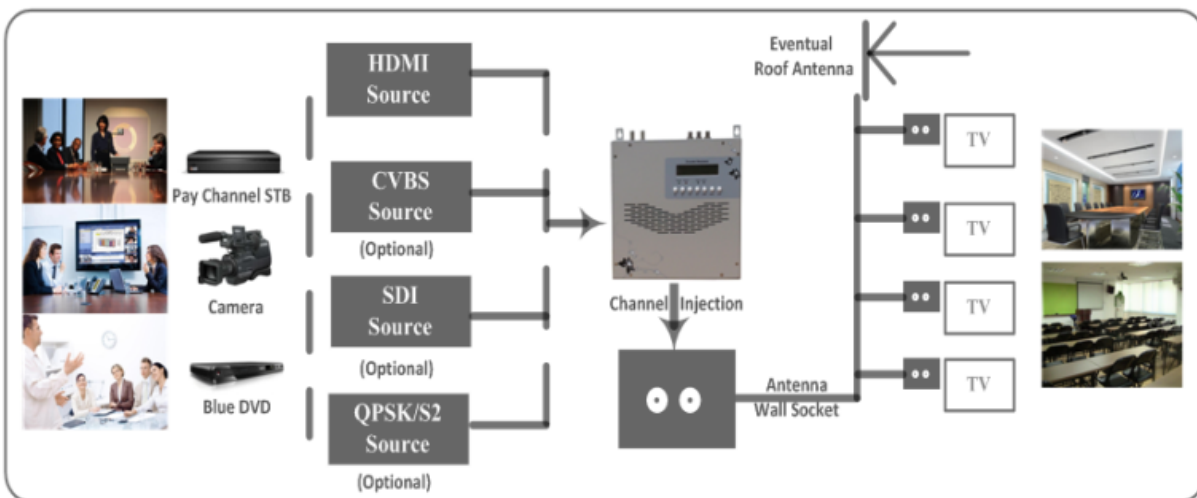 HDMI
Source
Pay Channel STB
CVBS
Source
(Optional)
Camera
SDI
Source
(Optional)
Blue DVD
QPSK/S2
Source
(Optional)
Channel Injection
Antenna
Wall Socket
Eventual
Roof Antenna
TV
TV
TV
TV